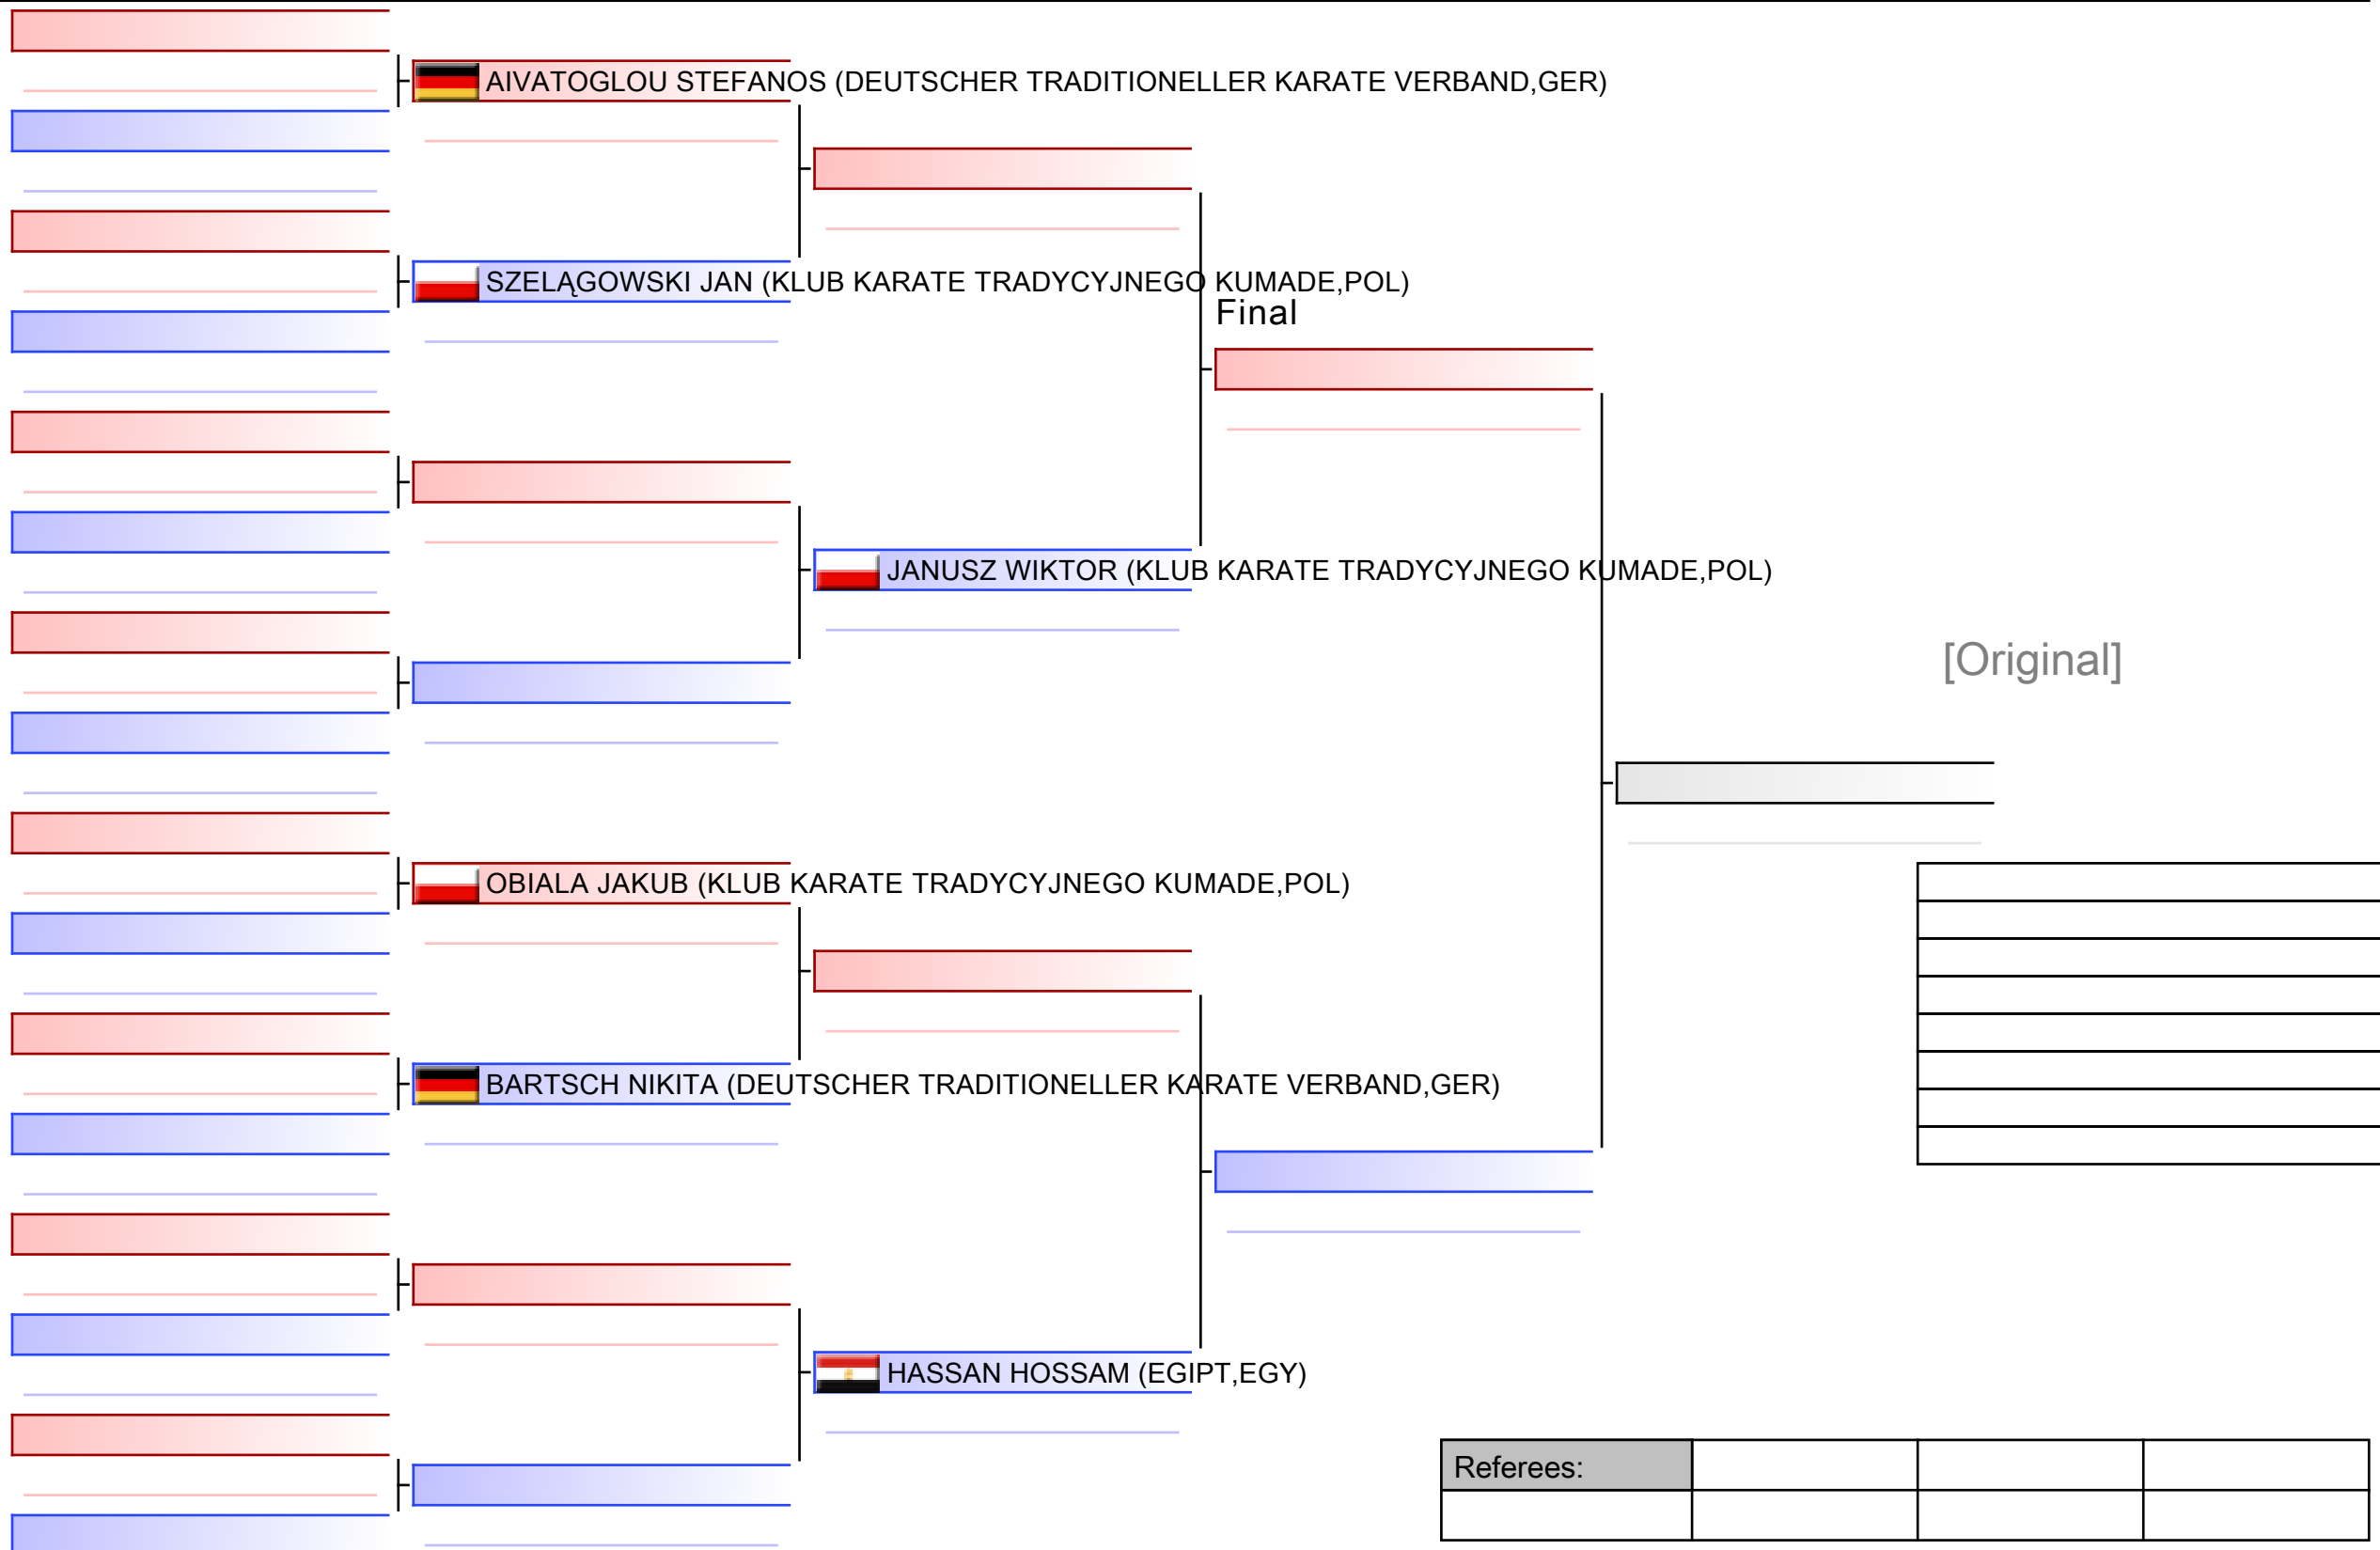 AIVATOGLOU STEFANOS (DEUTSCHER TRADITIONELLER KARATE VERBAND,GER)
SZELĄGOWSKI JAN (KLUB KARATE TRADYCYJNEGO KUMADE,POL)
Final
JANUSZ WIKTOR (KLUB KARATE TRADYCYJNEGO KUMADE,POL)
[Original]
OBIALA JAKUB (KLUB KARATE TRADYCYJNEGO KUMADE,POL)
BARTSCH NIKITA (DEUTSCHER TRADITIONELLER KARATE VERBAND,GER)
HASSAN HOSSAM (EGIPT,EGY)
Referees: